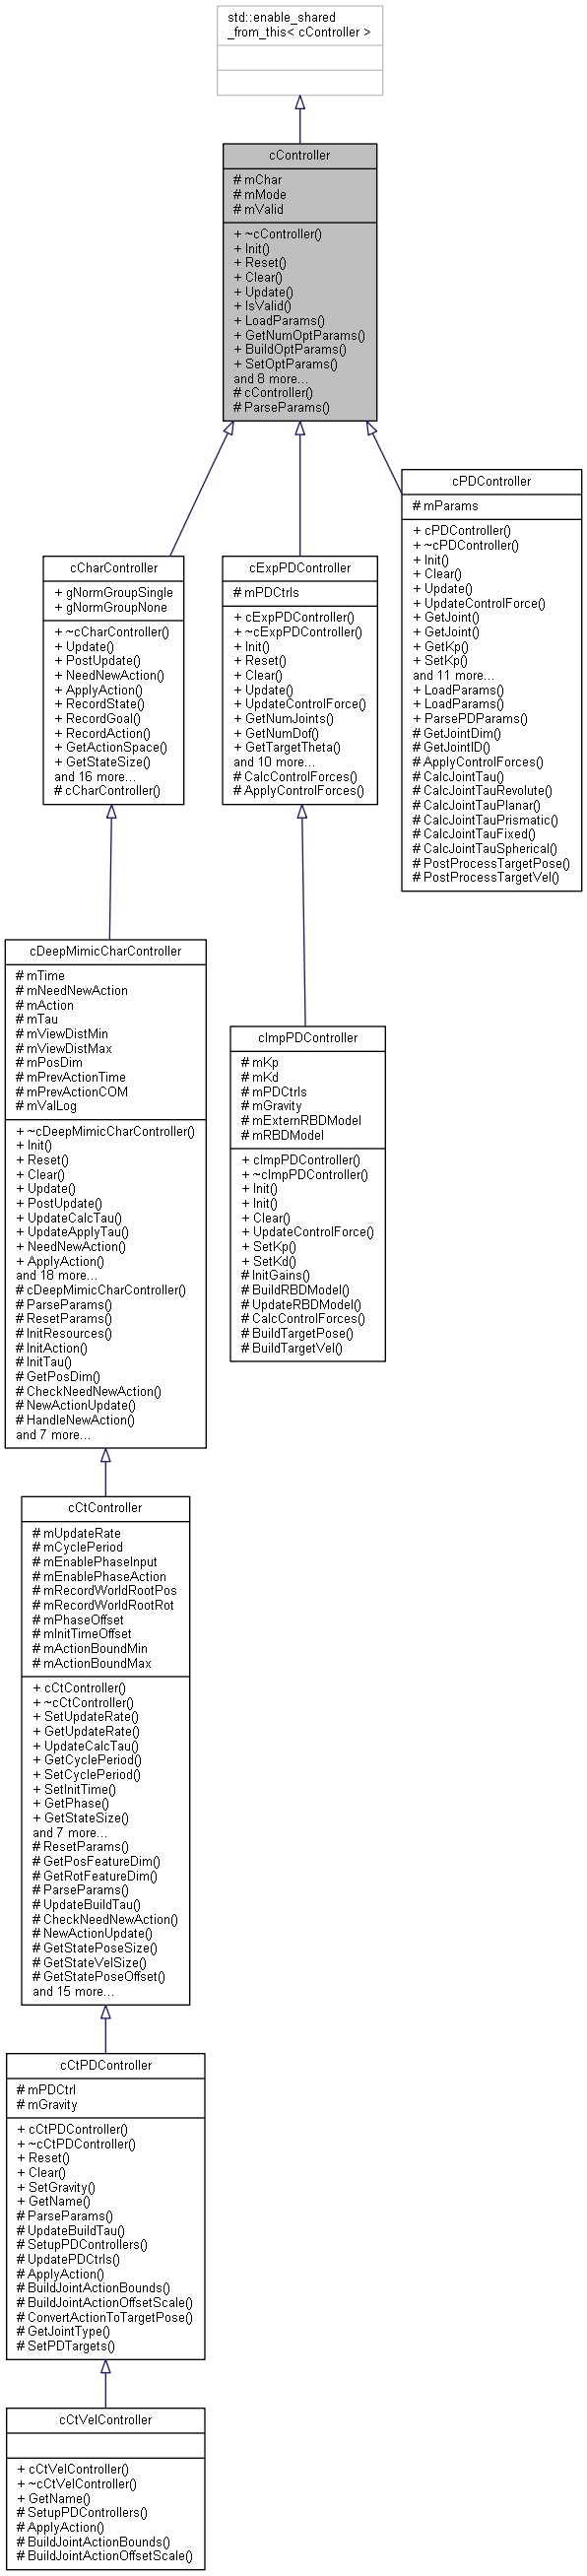 std::enable_shared
_from_this< cController >
cController
# mChar
# mMode
# mValid
+ ~cController()
+ Init()
+ Reset()
+ Clear()
+ Update()
+ IsValid()
+ LoadParams()
+ GetNumOptParams()
+ BuildOptParams()
+ SetOptParams()
and 8 more...
# cController()
# ParseParams()
cCharController
+ gNormGroupSingle
+ gNormGroupNone
+ ~cCharController()
+ Update()
+ PostUpdate()
+ NeedNewAction()
+ ApplyAction()
+ RecordState()
+ RecordGoal()
+ RecordAction()
+ GetActionSpace()
+ GetStateSize()
and 16 more...
# cCharController()
cExpPDController
# mPDCtrls
+ cExpPDController()
+ ~cExpPDController()
+ Init()
+ Reset()
+ Clear()
+ Update()
+ UpdateControlForce()
+ GetNumJoints()
+ GetNumDof()
+ GetTargetTheta()
and 10 more...
# CalcControlForces()
# ApplyControlForces()
cPDController
# mParams
+ cPDController()
+ ~cPDController()
+ Init()
+ Clear()
+ Update()
+ UpdateControlForce()
+ GetJoint()
+ GetJoint()
+ GetKp()
+ SetKp()
and 11 more...
+ LoadParams()
+ LoadParams()
+ ParsePDParams()
# GetJointDim()
# GetJointID()
# ApplyControlForces()
# CalcJointTau()
# CalcJointTauRevolute()
# CalcJointTauPlanar()
# CalcJointTauPrismatic()
# CalcJointTauFixed()
# CalcJointTauSpherical()
# PostProcessTargetPose()
# PostProcessTargetVel()
cDeepMimicCharController
# mTime
# mNeedNewAction
# mAction
# mTau
# mViewDistMin
# mViewDistMax
# mPosDim
# mPrevActionTime
# mPrevActionCOM
# mValLog
+ ~cDeepMimicCharController()
+ Init()
+ Reset()
+ Clear()
+ Update()
+ PostUpdate()
+ UpdateCalcTau()
+ UpdateApplyTau()
+ NeedNewAction()
+ ApplyAction()
and 18 more...
# cDeepMimicCharController()
# ParseParams()
# ResetParams()
# InitResources()
# InitAction()
# InitTau()
# GetPosDim()
# CheckNeedNewAction()
# NewActionUpdate()
# HandleNewAction()
and 7 more...
cImpPDController
# mKp
# mKd
# mPDCtrls
# mGravity
# mExternRBDModel
# mRBDModel
+ cImpPDController()
+ ~cImpPDController()
+ Init()
+ Init()
+ Clear()
+ UpdateControlForce()
+ SetKp()
+ SetKd()
# InitGains()
# BuildRBDModel()
# UpdateRBDModel()
# CalcControlForces()
# BuildTargetPose()
# BuildTargetVel()
cCtController
# mUpdateRate
# mCyclePeriod
# mEnablePhaseInput
# mEnablePhaseAction
# mRecordWorldRootPos
# mRecordWorldRootRot
# mPhaseOffset
# mInitTimeOffset
# mActionBoundMin
# mActionBoundMax
+ cCtController()
+ ~cCtController()
+ SetUpdateRate()
+ GetUpdateRate()
+ UpdateCalcTau()
+ GetCyclePeriod()
+ SetCyclePeriod()
+ SetInitTime()
+ GetPhase()
+ GetStateSize()
and 7 more...
# ResetParams()
# GetPosFeatureDim()
# GetRotFeatureDim()
# ParseParams()
# UpdateBuildTau()
# CheckNeedNewAction()
# NewActionUpdate()
# GetStatePoseSize()
# GetStateVelSize()
# GetStatePoseOffset()
and 15 more...
cCtPDController
# mPDCtrl
# mGravity
+ cCtPDController()
+ ~cCtPDController()
+ Reset()
+ Clear()
+ SetGravity()
+ GetName()
# ParseParams()
# UpdateBuildTau()
# SetupPDControllers()
# UpdatePDCtrls()
# ApplyAction()
# BuildJointActionBounds()
# BuildJointActionOffsetScale()
# ConvertActionToTargetPose()
# GetJointType()
# SetPDTargets()
cCtVelController
+ cCtVelController()
+ ~cCtVelController()
+ GetName()
# SetupPDControllers()
# ApplyAction()
# BuildJointActionBounds()
# BuildJointActionOffsetScale()